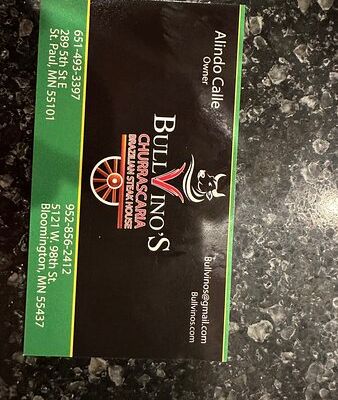 Alindo Calle
Owner
Bullvinos@gmail.com
Bullvinos.com
BULLVINO'S
CHURRASCARIA
BRAZILIAN STEAK HOUSE
651-493-3397
289 5th St.E
St. Paul, MN 55101
952-856-2412
5121 W. 98th St.
Bloomington, MN 55437